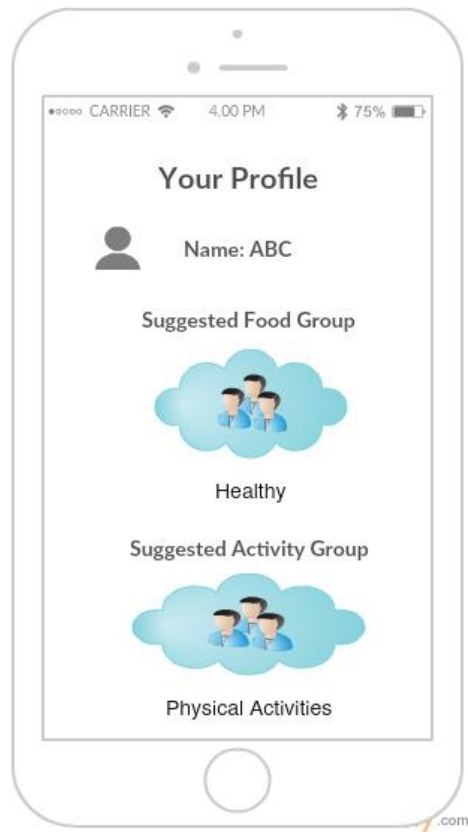 CARRIER 4.00 PM 75%
Your Profile
Name: ABC
Suggested Food Group
Healthy
Suggested Activity Group
Physical Activities
.com